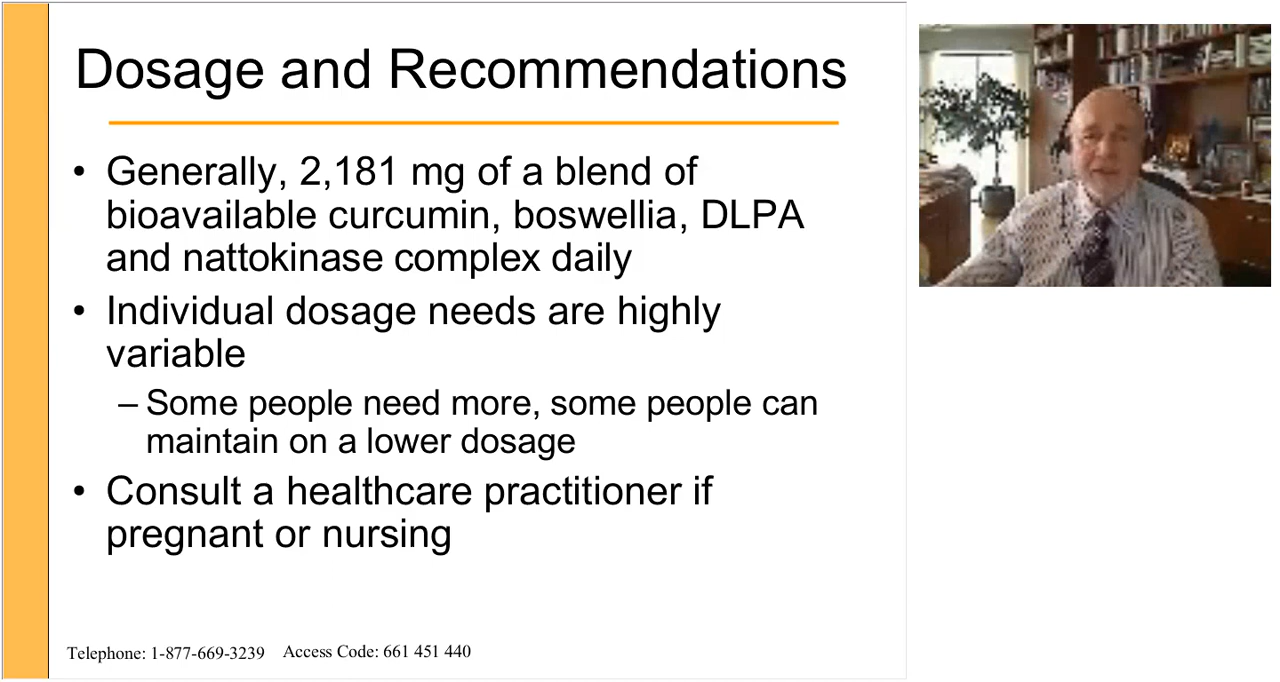 Dosage and Recommendations
• Generally, 2,181 mg of a blend of
bioavailable curcumin, boswellia, DLPA
and nattokinase complex daily
• Individual dosage needs are highly
variable
– Some people need more, some people can
maintain on a lower dosage
• Consult a healthcare practitioner if
pregnant or nursing
Telephone: 1-877-669-3239 Access Code: 661 451 440